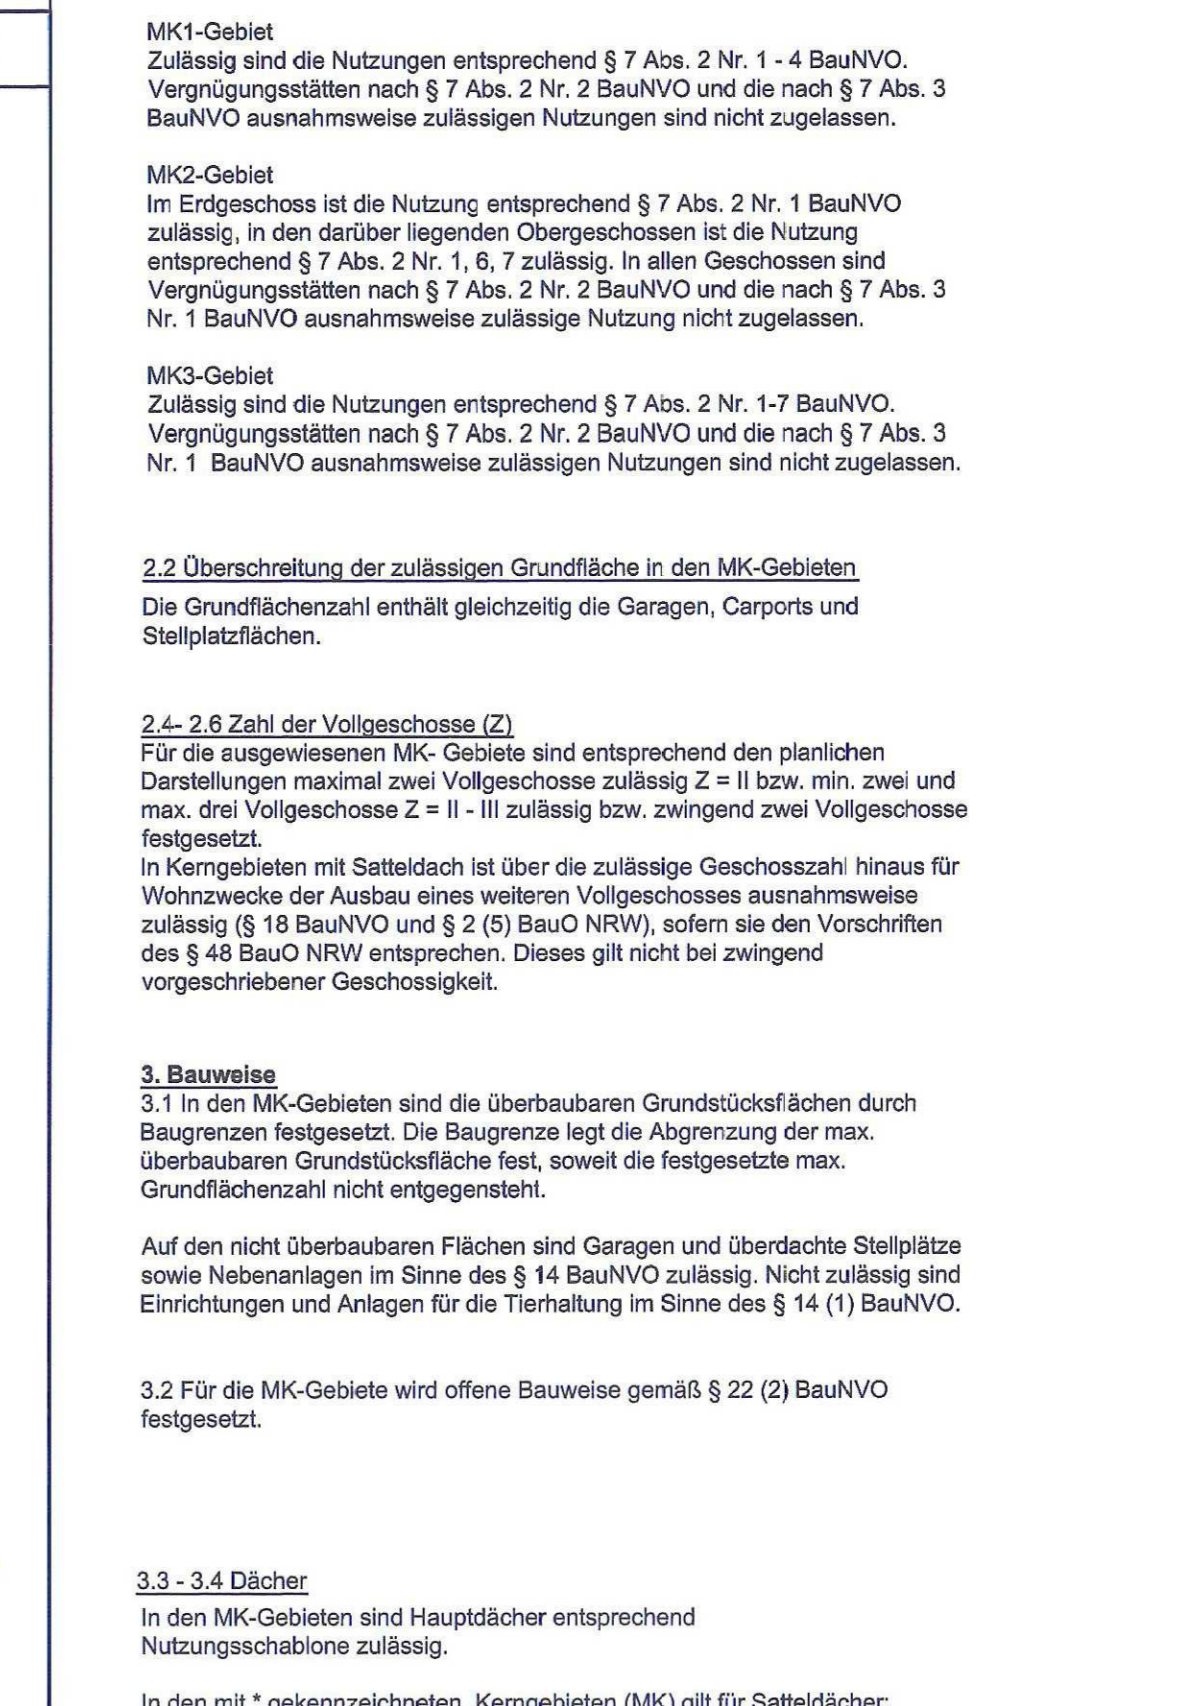 MK1-Gebiet
Zulässig sind die Nutzungen entsprechend § 7 Abs. 2 Nr. 1 - 4 BauNVO.
Vergnügungsstätten nach § 7 Abs. 2 Nr. 2 BauNVO und die nach § 7 Abs. 3
BauNVO ausnahmsweise zulässigen Nutzungen sind nicht zugelassen.
MK2-Gebiet
Im Erdgeschoss ist die Nutzung entsprechend § 7 Abs. 2 Nr. 1 BauNVO
zulässig, in den darüber liegenden Obergeschossen ist die Nutzung
entsprechend § 7 Abs. 2 Nr. 1, 6, 7 zulässig. In allen Geschossen sind
Vergnügungsstätten nach § 7 Abs. 2 Nr. 2 BauNVO und die nach § 7 Abs. 3
Nr. 1 BauNVO ausnahmsweise zulässige Nutzung nicht zugelassen.
MK3-Gebiet
Zulässig sind die Nutzungen entsprechend § 7 Abs. 2 Nr. 1-7 BauNVO.
Vergnügungsstätten nach § 7 Abs. 2 Nr. 2 BauNVO und die nach § 7 Abs. 3
Nr. 1  BauNVO ausnahmsweise zulässigen Nutzungen sind nicht zugelassen.
2.2 Überschreitung der zulässigen Grundfläche in den MK-Gebieten
Die Grundflächenzahl enthält gleichzeitig die Garagen, Carports und
Stellplatzflächen.
2.4- 2.6 Zahl der Vollgeschosse (Z)
Für die ausgewiesenen MK- Gebiete sind entsprechend den planlichen
Darstellungen maximal zwei Vollgeschosse zulässig Z = II bzw. min. zwei und
max. drei Vollgeschosse Z = II - III zulässig bzw. zwingend zwei Vollgeschosse
festgesetzt.
In Kerngebieten mit Satteldach ist über die zulässige Geschosszahl hinaus für
Wohnzwecke der Ausbau eines weiteren Vollgeschosses ausnahmsweise
zulässig (§ 18 BauNVO und § 2 (5) BauO NRW), sofern sie den Vorschriften
des § 48 BauO NRW entsprechen. Dieses gilt nicht bei zwingend
vorgeschriebener Geschossigkeit.
3. Bauweise
3.1 In den MK-Gebieten sind die überbaubaren Grundstücksflächen durch
Baugrenzen festgesetzt. Die Baugrenze legt die Abgrenzung der max.
überbaubaren Grundstücksfläche fest, soweit die festgesetzte max.
Grundflächenzahl nicht entgegensteht.
Auf den nicht überbaubaren Flächen sind Garagen und überdachte Stellplätze
sowie Nebenanlagen im Sinne des § 14 BauNVO zulässig. Nicht zulässig sind
Einrichtungen und Anlagen für die Tierhaltung im Sinne des § 14 (1) BauNVO.
3.2 Für die MK-Gebiete wird offene Bauweise gemäß § 22 (2) BauNVO
festgesetzt.
3.3 - 3.4 Dächer
In den MK-Gebieten sind Hauptdächer entsprechend
Nutzungsschablone zulässig.
In den mit * gekennzeichneten  Kerngebieten (MK) gilt für Satteldächer: